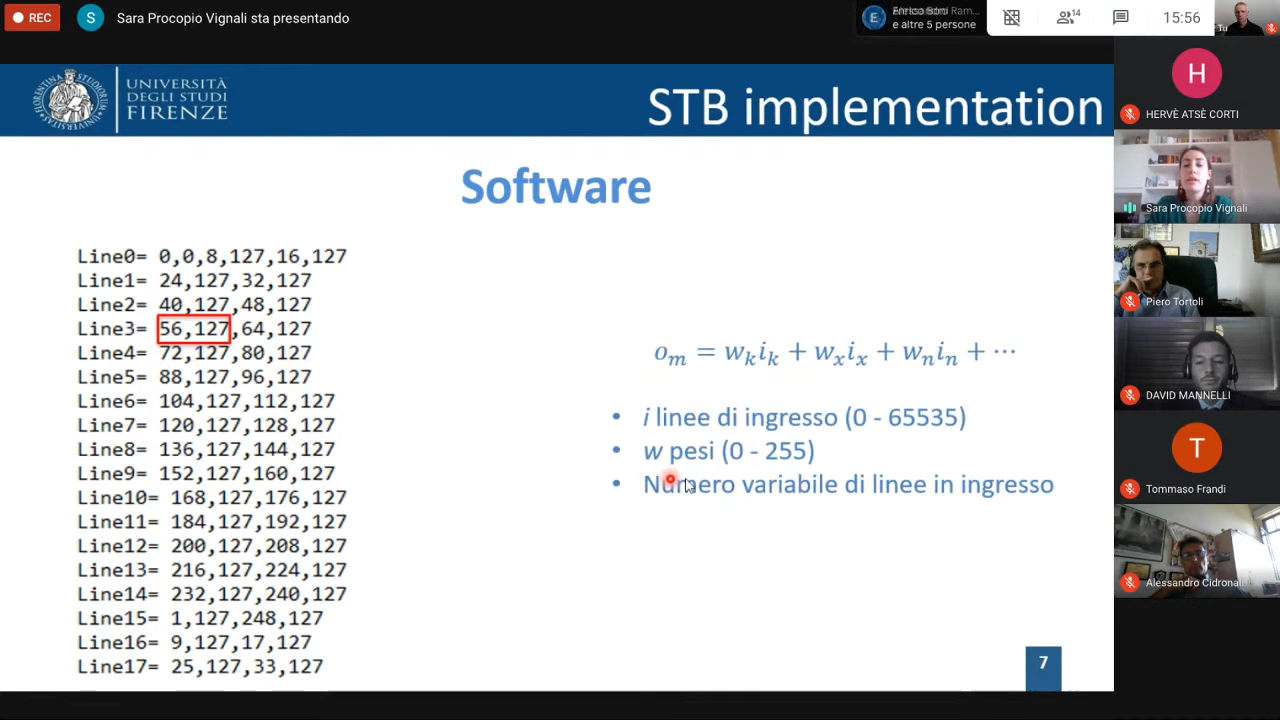 REC
S
Sara Procopio Vignali sta presentando
E
e altre 5 persone
14
15:56
Tu
UNIVERSITÀ
DEGLI STUDI
FIRENZE
STB implementation
Software
Line0= 0,0,8,127,16,127
Line1= 24,127,32,127
Line2= 40,127,48,127
Line3= 56,127,64,127
Line4= 72,127,80,127
Line5= 88,127,96,127
Line6= 104,127,112,127
Line7= 120,127,128,127
Line8= 136,127,144,127
Line9= 152,127,160,127
Line10= 168,127,176,127
Line11= 184,127,192,127
Line12= 200,127,208,127
Line13= 216,127,224,127
Line14= 232,127,240,127
Line15= 1,127,248,127
Line16= 9,127,17,127
Line17= 25,127,33,127
oₘ = wₖiₖ + wₓiₓ + wₙiₙ + ⋯
• i linee di ingresso (0 - 65535)
• w pesi (0 - 255)
• Numero variabile di linee in ingresso
7
H
HERVÈ ATSÈ CORTI
Sara Procopio Vignali
Piero Tortoli
DAVID MANNELLI
T
Tommaso Frandi
Alessandro Cidronali